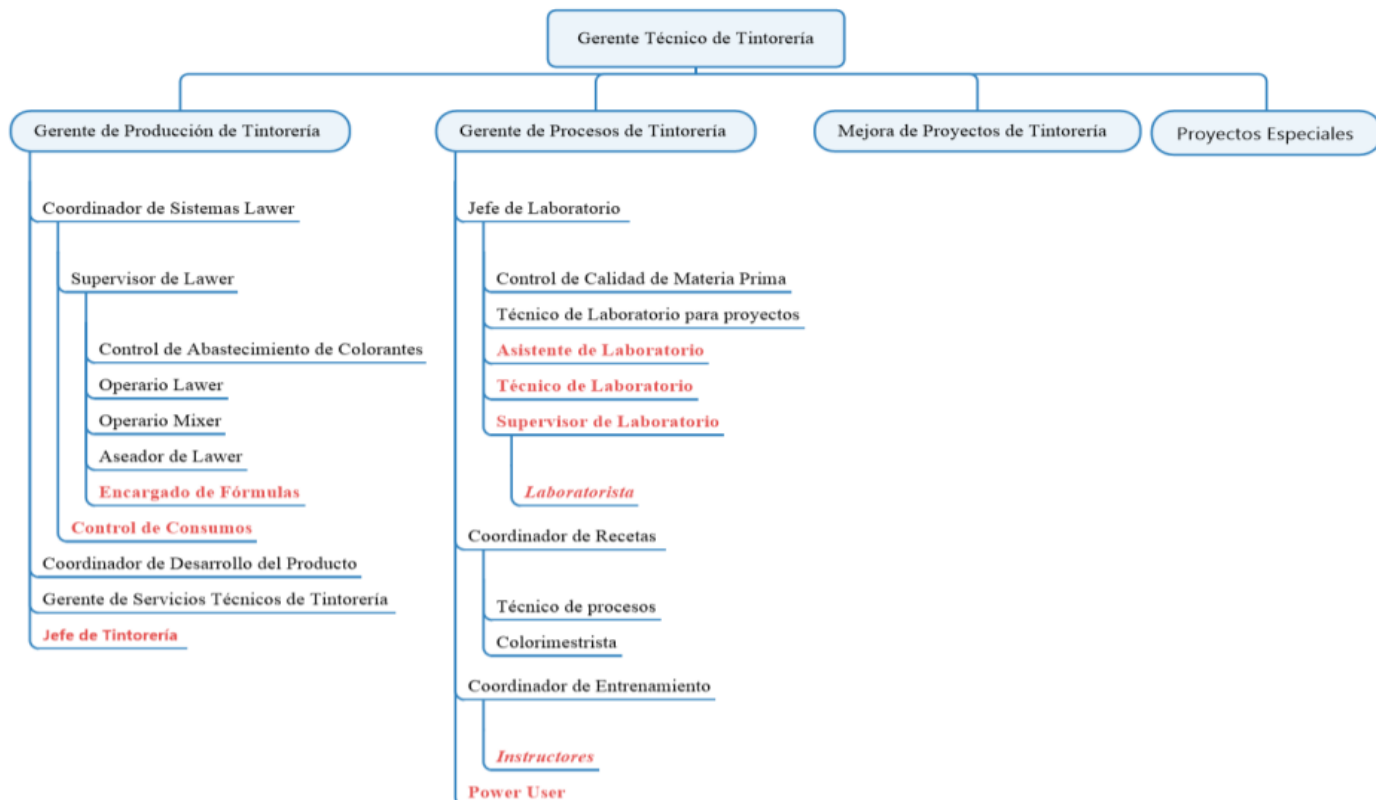 Gerente Técnico de Tintorería
Gerente de Producción de Tintorería
Gerente de Procesos de Tintorería
Mejora de Proyectos de Tintorería
Proyectos Especiales
Coordinador de Sistemas Lawer
Supervisor de Lawer
Control de Abastecimiento de Colorantes
Operario Lawer
Operario Mixer
Aseador de Lawer
Encargado de Fórmulas
Control de Consumos
Coordinador de Desarrollo del Producto
Gerente de Servicios Técnicos de Tintorería
Jefe de Tintorería
Jefe de Laboratorio
Control de Calidad de Materia Prima
Técnico de Laboratorio para proyectos
Asistente de Laboratorio
Técnico de Laboratorio
Supervisor de Laboratorio
Laboratorista
Coordinador de Recetas
Técnico de procesos
Colorimestrista
Coordinador de Entrenamiento
Instructores
Power User